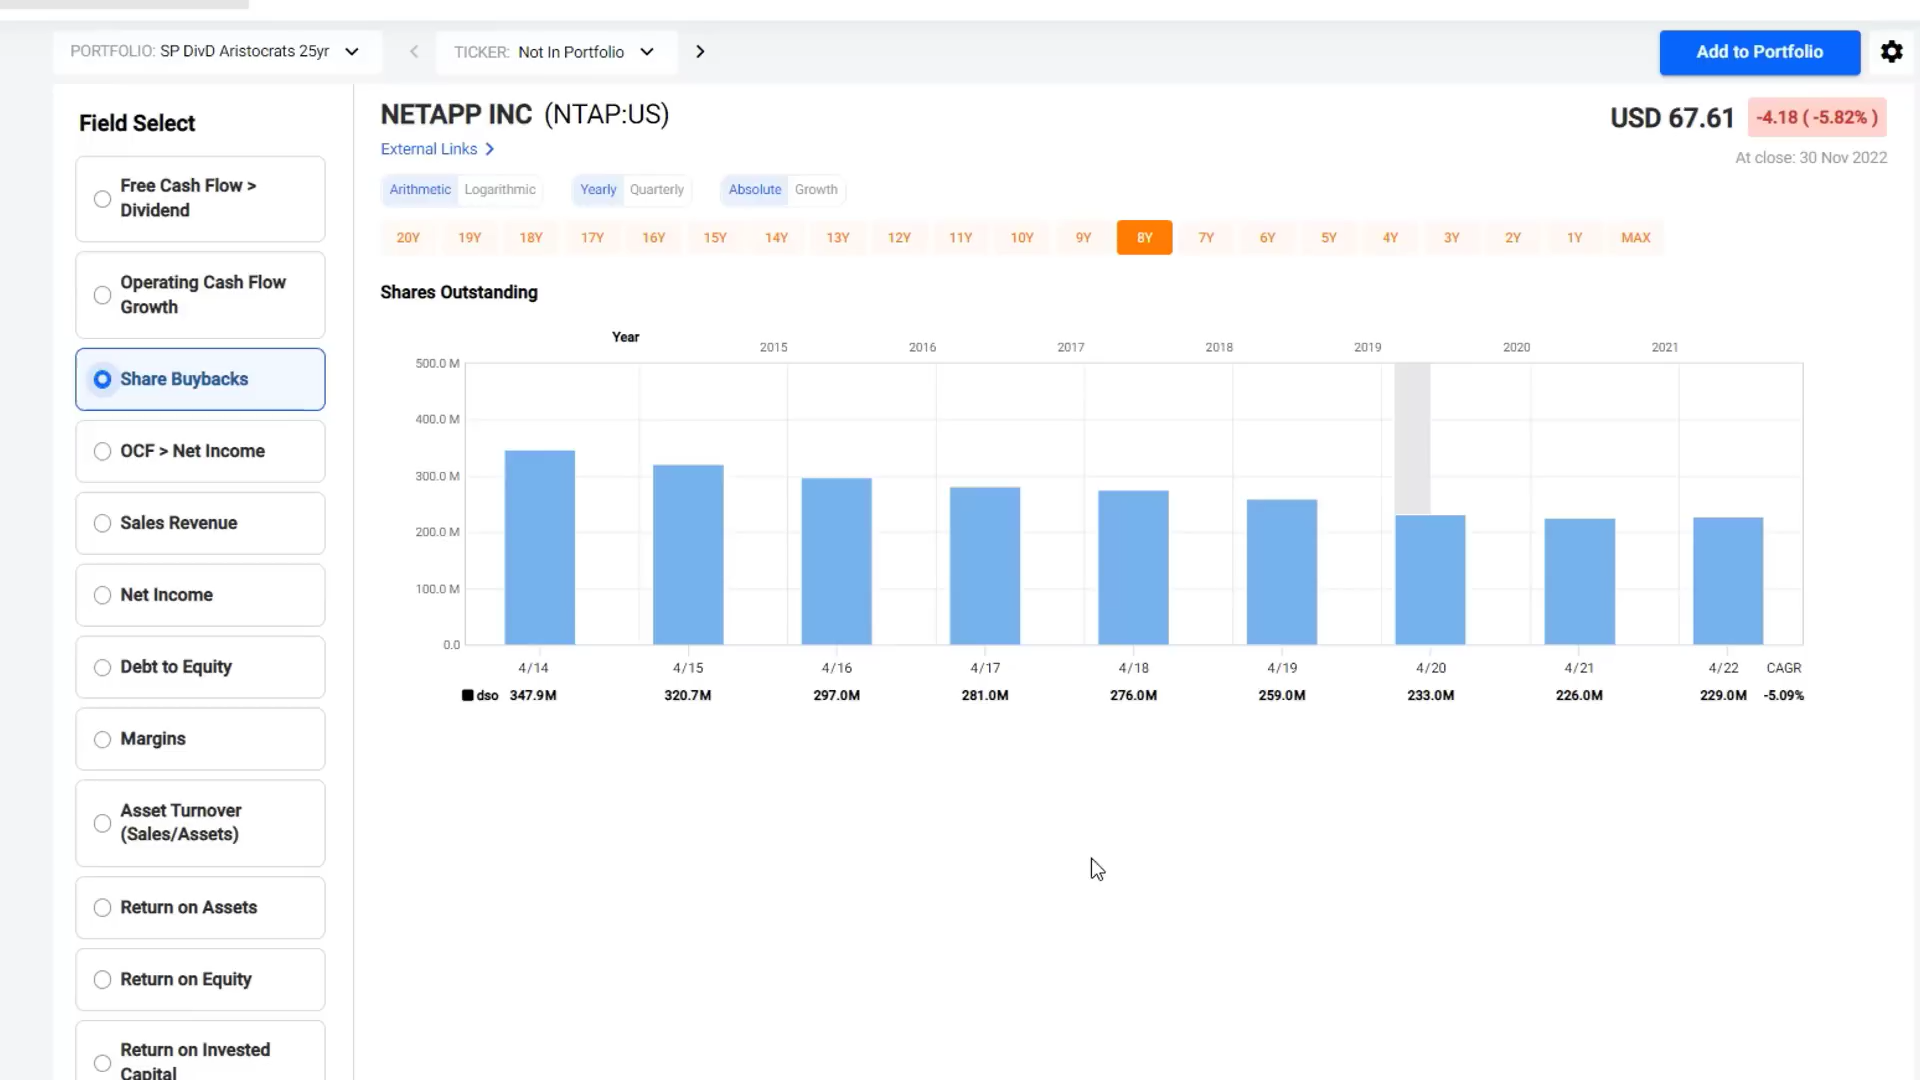 PORTFOLIO: SP DivD Aristocrats 25yr
TICKER: Not In Portfolio
Add to Portfolio
Field Select
Free Cash Flow >
Dividend
Operating Cash Flow
Growth
Share Buybacks
OCF > Net Income
Sales Revenue
Net Income
Debt to Equity
Margins
Asset Turnover
(Sales/Assets)
Return on Assets
Return on Equity
Return on Invested
Capital
NETAPP INC (NTAP:US)
USD 67.61 -4.18 ( -5.82% )
At close: 30 Nov 2022
External Links
Arithmetic Logarithmic Yearly Quarterly Absolute Growth
20Y 19Y 18Y 17Y 16Y 15Y 14Y 13Y 12Y 11Y 10Y 9Y 8Y 7Y 6Y 5Y 4Y 3Y 2Y 1Y MAX
Shares Outstanding
Year 2015 2016 2017 2018 2019 2020 2021
500.0 M
400.0 M
300.0 M
200.0 M
100.0 M
0.0
4/14 4/15 4/16 4/17 4/18 4/19 4/20 4/21 4/22 CAGR
dso 347.9M 320.7M 297.0M 281.0M 276.0M 259.0M 233.0M 226.0M 229.0M -5.09%